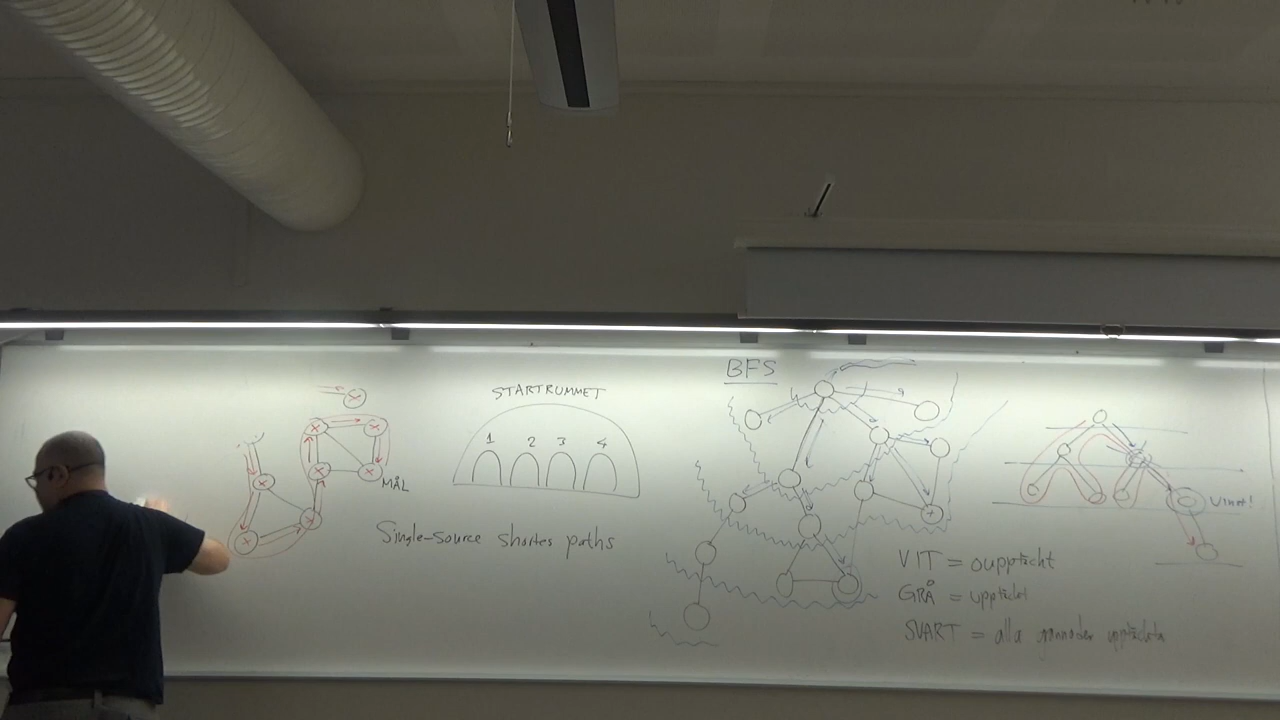 MÅL
STARTRUMMET
1 2 3 4
Single-source shortes paths
BFS
VIT = oupptäckt
GRÅ = upptäckt
SVART = alla grannoder upptäckta
Vinst!